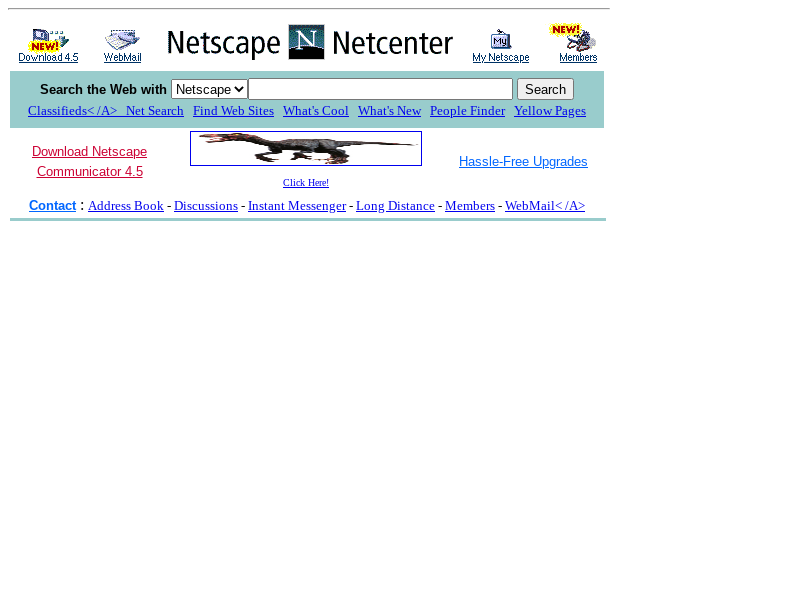 NEW! NEW!
Download 4.5 WebMail Netscape N Netcenter My My Netscape Members
Search the Web with Netscape Search
Classifieds< /A> Net Search Find Web Sites What's Cool What's New People Finder Yellow Pages
Download Netscape
Communicator 4.5
Hassle-Free Upgrades
Click Here!
Contact : Address Book - Discussions - Instant Messenger - Long Distance - Members - WebMail< /A>